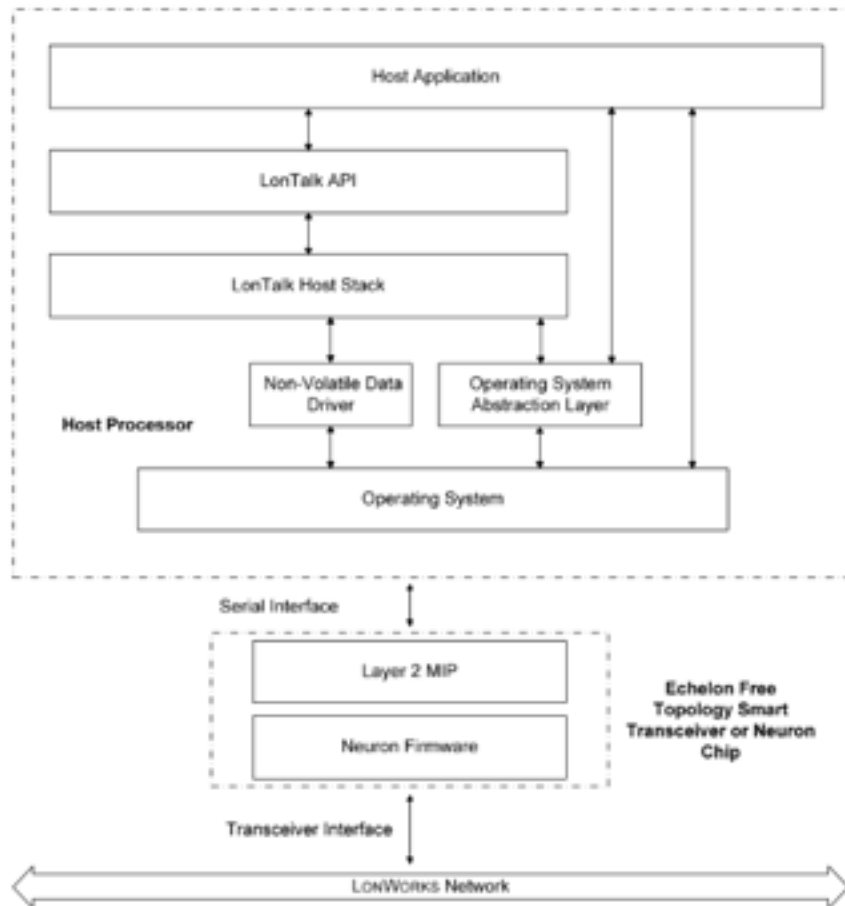 Host Application
LonTalk API
LonTalk Host Stack
Non-Volatile Data
Driver
Operating System
Abstraction Layer
Host Processor
Operating System
Serial Interface
Layer 2 MIP
Neuron Firmware
Echelon Free
Topology Smart
Transceiver or Neuron
Chip
Transceiver Interface
LONWORKS Network